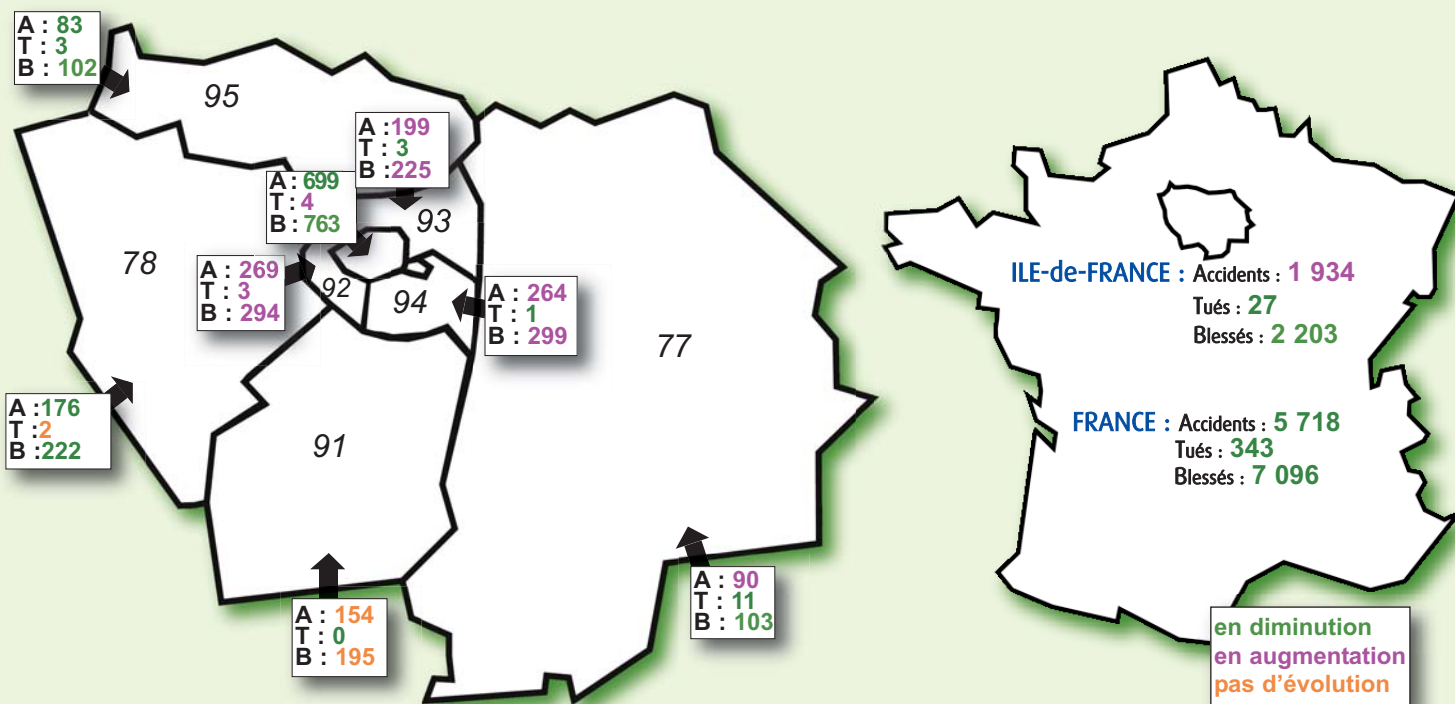 A : 83
T : 3
B : 102
95
A :199
T : 3
B :225
A : 699
T : 4
B : 763
93
78
A : 269
T : 3
B : 294
92
94
A : 264
T : 1
B : 299
77
A :176
T :2
B :222
91
A : 154
T : 0
B : 195
A : 90
T : 11
B : 103
ILE-de-FRANCE : Accidents : 1 934
Tués : 27
Blessés : 2 203
FRANCE : Accidents : 5 718
Tués : 343
Blessés : 7 096
en diminution
en augmentation
pas d'évolution